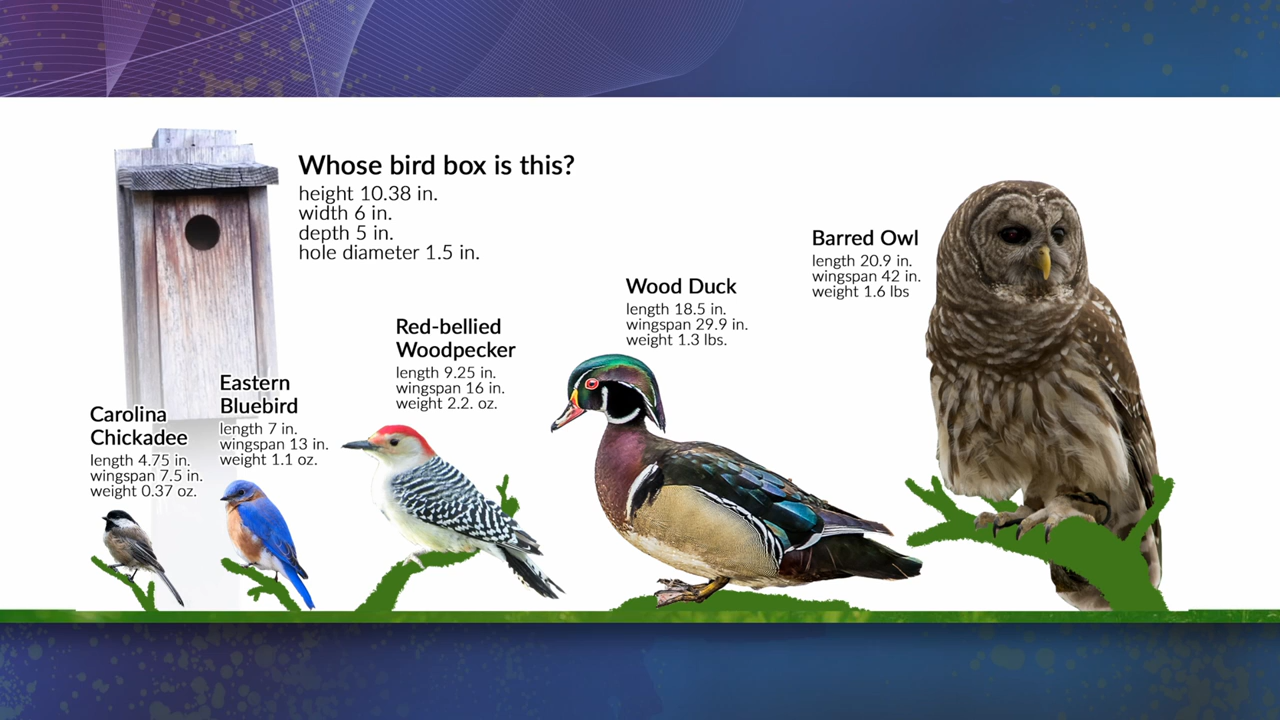 Whose bird box is this?
height 10.38 in.
width 6 in.
depth 5 in.
hole diameter 1.5 in.
Carolina
Chickadee
length 4.75 in.
wingspan 7.5 in.
weight 0.37 oz.
Eastern
Bluebird
length 7 in.
wingspan 13 in.
weight 1.1 oz.
Red-bellied
Woodpecker
length 9.25 in.
wingspan 16 in.
weight 2.2. oz.
Wood Duck
length 18.5 in.
wingspan 29.9 in.
weight 1.3 lbs.
Barred Owl
length 20.9 in.
wingspan 42 in.
weight 1.6 lbs